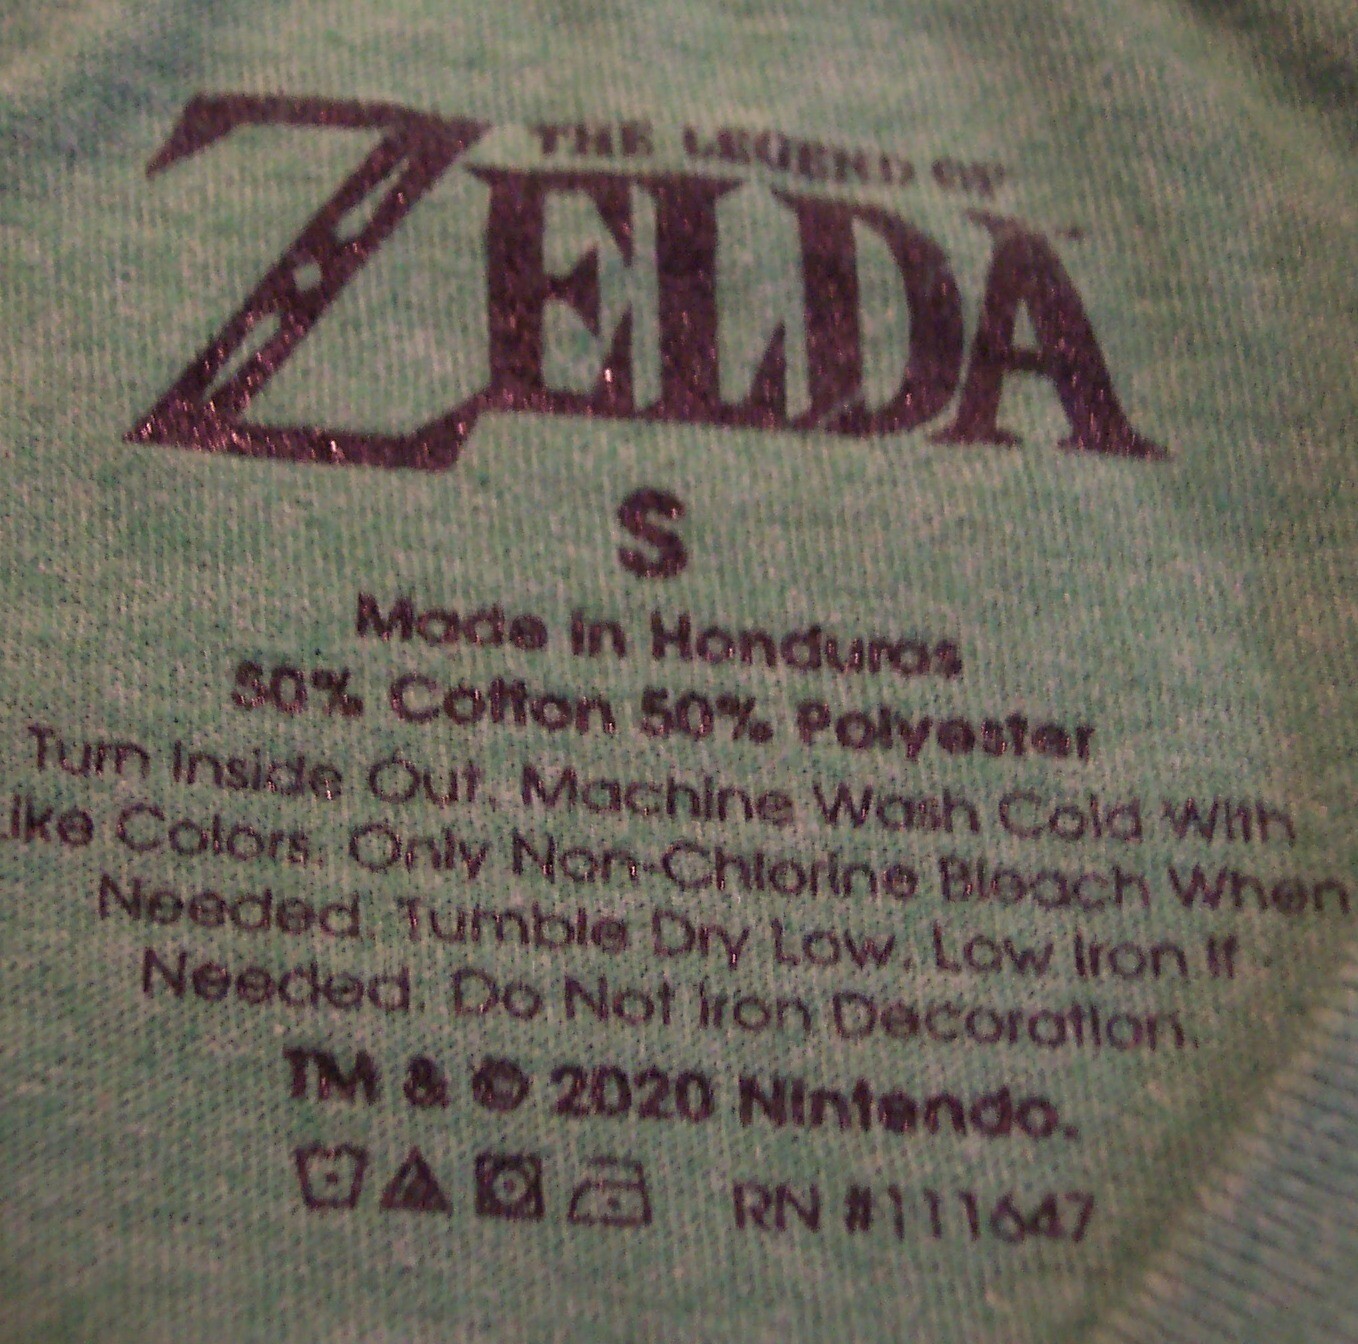 THE LEGEND OF
ZELDA
S
Made in Honduras
50% Cotton 50% Polyester
Turn Inside Out. Machine Wash Cold With
Like Colors. Only Non-Chlorine Bleach When
Needed. Tumble Dry Low. Low Iron If
Needed. Do Not Iron Decoration.
TM & © 2020 Nintendo.
RN #111647